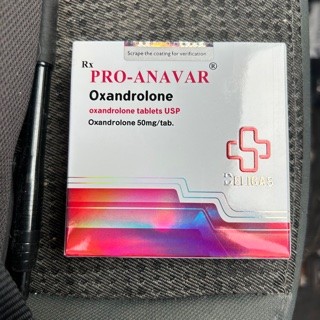 Scrape the coating for verification
Rx
PRO-ANAVAR®
Oxandrolone
oxandrolone tablets USP
Oxandrolone 50mg/tab.